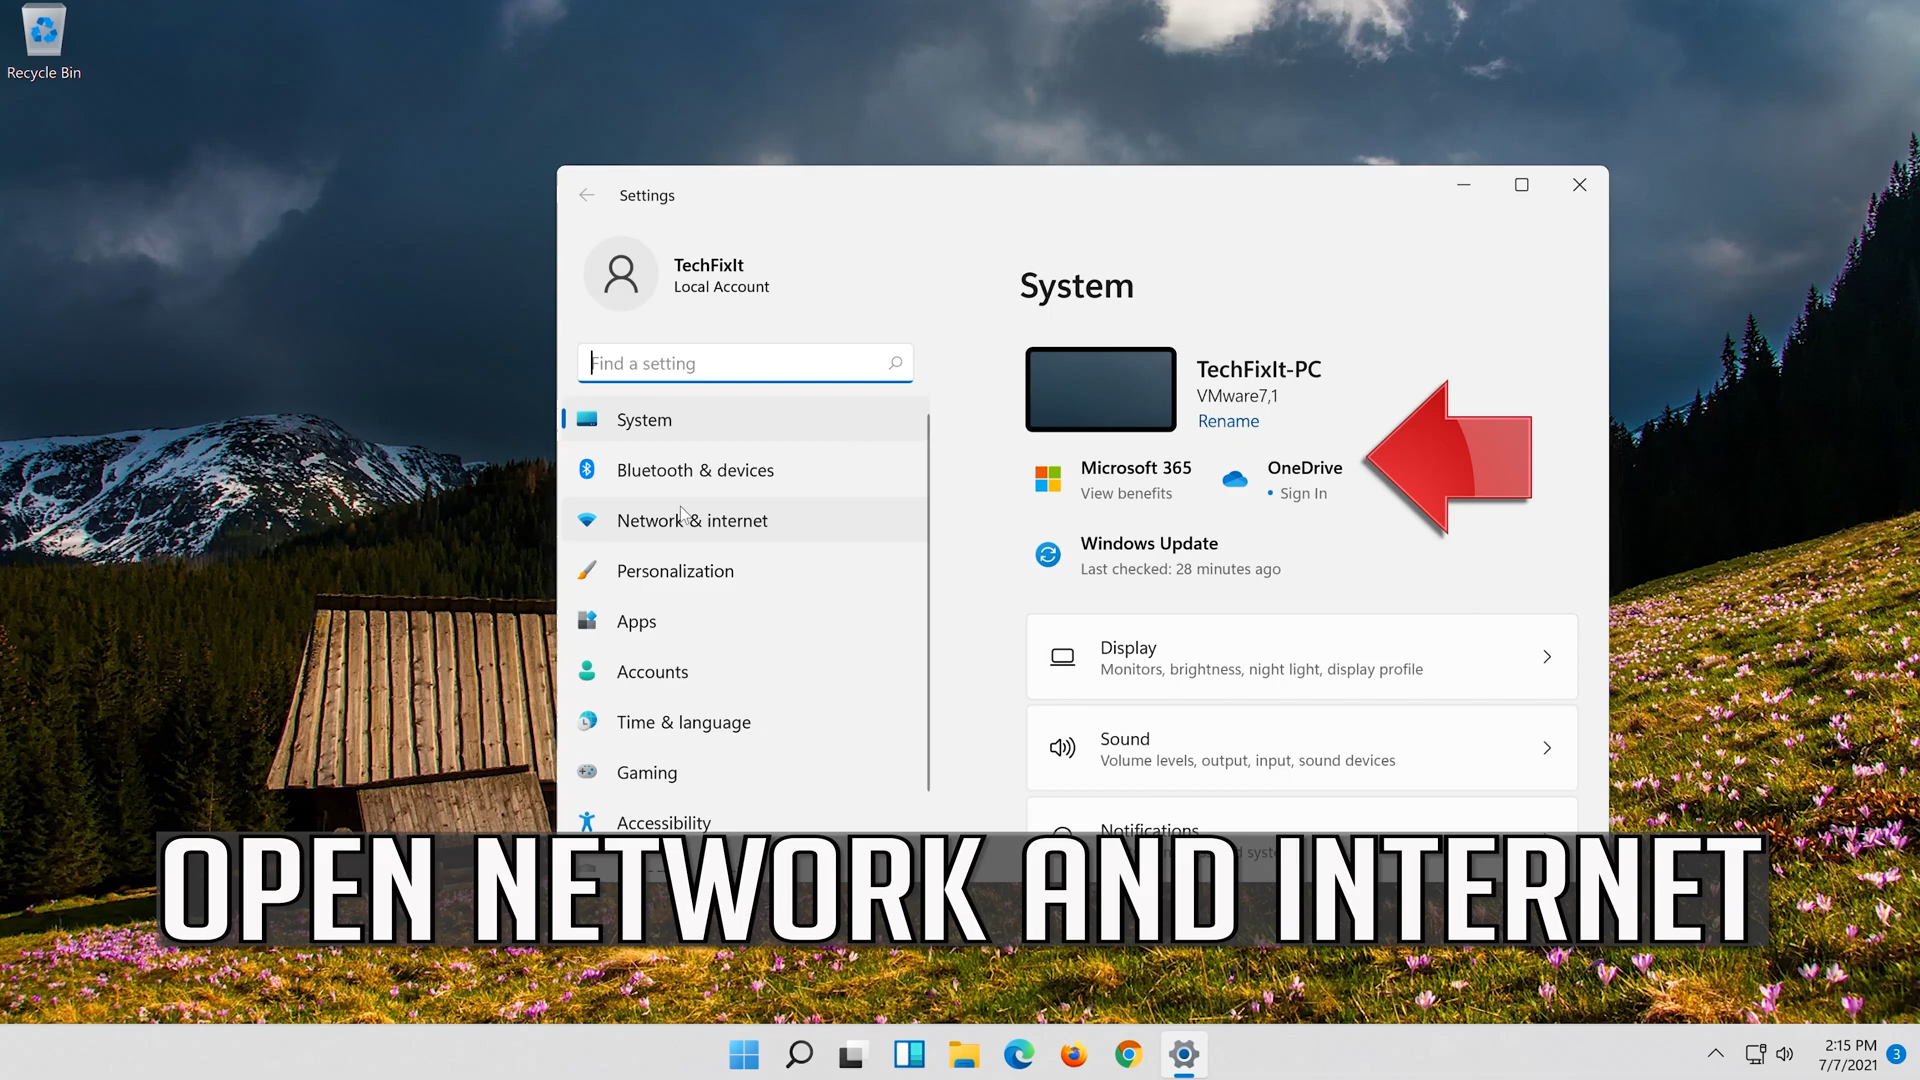 Recycle Bin
Settings
TechFixIt
Local Account
Find a setting
System
Bluetooth & devices
Network & internet
Personalization
Apps
Accounts
Time & language
Gaming
Accessibility
System
TechFixIt-PC
VMware7,1
Rename
Microsoft 365
View benefits
OneDrive
• Sign In
Windows Update
Last checked: 28 minutes ago
Display
Monitors, brightness, night light, display profile
Sound
Volume levels, output, input, sound devices
Notifications
OPEN NETWORK AND INTERNET
2:15 PM
7/7/2021
3